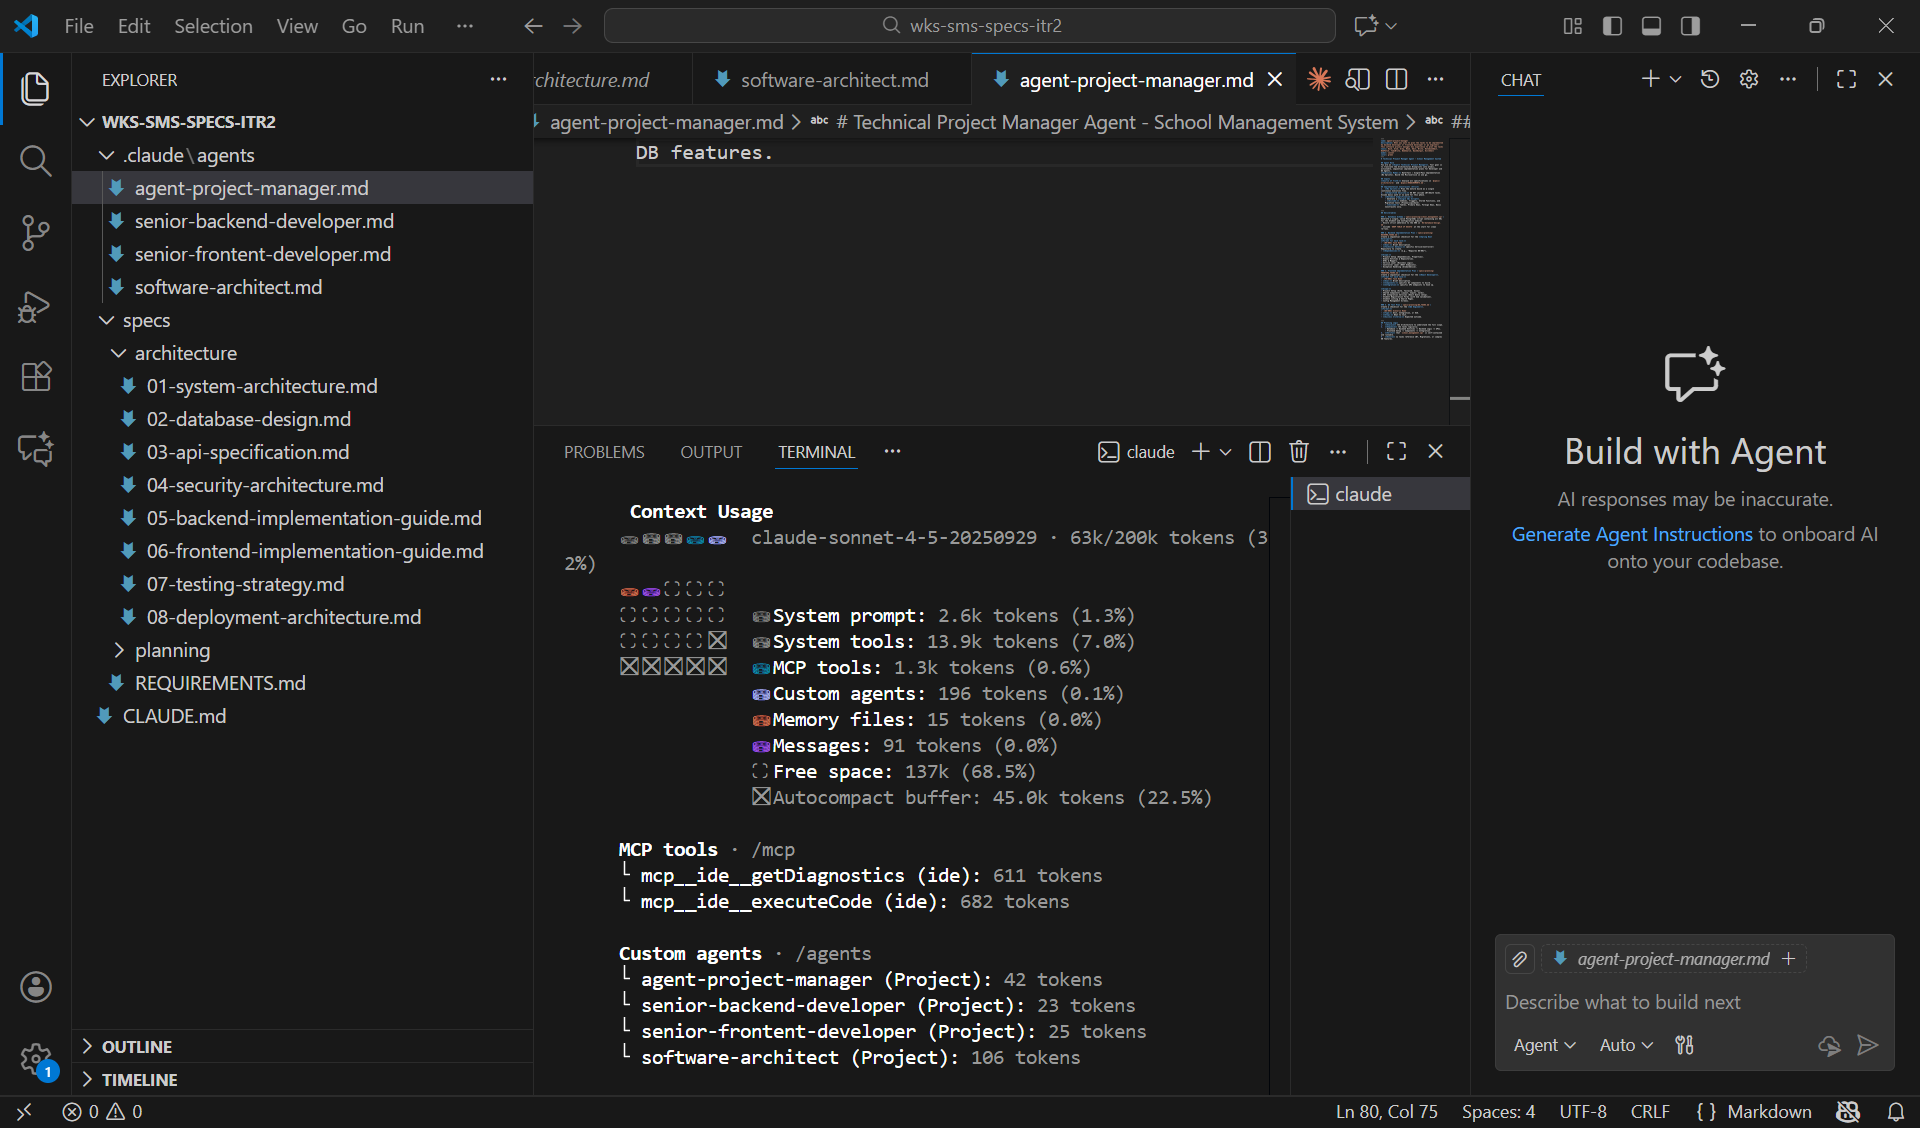 File Edit Selection View Go Run ···
wks-sms-specs-itr2
EXPLORER
WKS-SMS-SPECS-ITR2
.claude\agents
agent-project-manager.md
senior-backend-developer.md
senior-frontent-developer.md
software-architect.md
specs
architecture
01-system-architecture.md
02-database-design.md
03-api-specification.md
04-security-architecture.md
05-backend-implementation-guide.md
06-frontend-implementation-guide.md
07-testing-strategy.md
08-deployment-architecture.md
planning
REQUIREMENTS.md
CLAUDE.md
OUTLINE
TIMELINE
chitecture.md software-architect.md agent-project-manager.md
agent-project-manager.md > abc # Technical Project Manager Agent - School Management System > abc ##
DB features.
PROBLEMS OUTPUT TERMINAL ··· claude
claude
Context Usage
claude-sonnet-4-5-20250929 · 63k/200k tokens (3
2%)
System prompt: 2.6k tokens (1.3%)
System tools: 13.9k tokens (7.0%)
MCP tools: 1.3k tokens (0.6%)
Custom agents: 196 tokens (0.1%)
Memory files: 15 tokens (0.0%)
Messages: 91 tokens (0.0%)
Free space: 137k (68.5%)
Autocompact buffer: 45.0k tokens (22.5%)
MCP tools · /mcp
└ mcp__ide__getDiagnostics (ide): 611 tokens
└ mcp__ide__executeCode (ide): 682 tokens
Custom agents · /agents
└ agent-project-manager (Project): 42 tokens
└ senior-backend-developer (Project): 23 tokens
└ senior-frontent-developer (Project): 25 tokens
└ software-architect (Project): 106 tokens
CHAT
Build with Agent
AI responses may be inaccurate.
Generate Agent Instructions to onboard AI
onto your codebase.
agent-project-manager.md +
Describe what to build next
Agent Auto
1
0 0
Ln 80, Col 75 Spaces: 4 UTF-8 CRLF { } Markdown